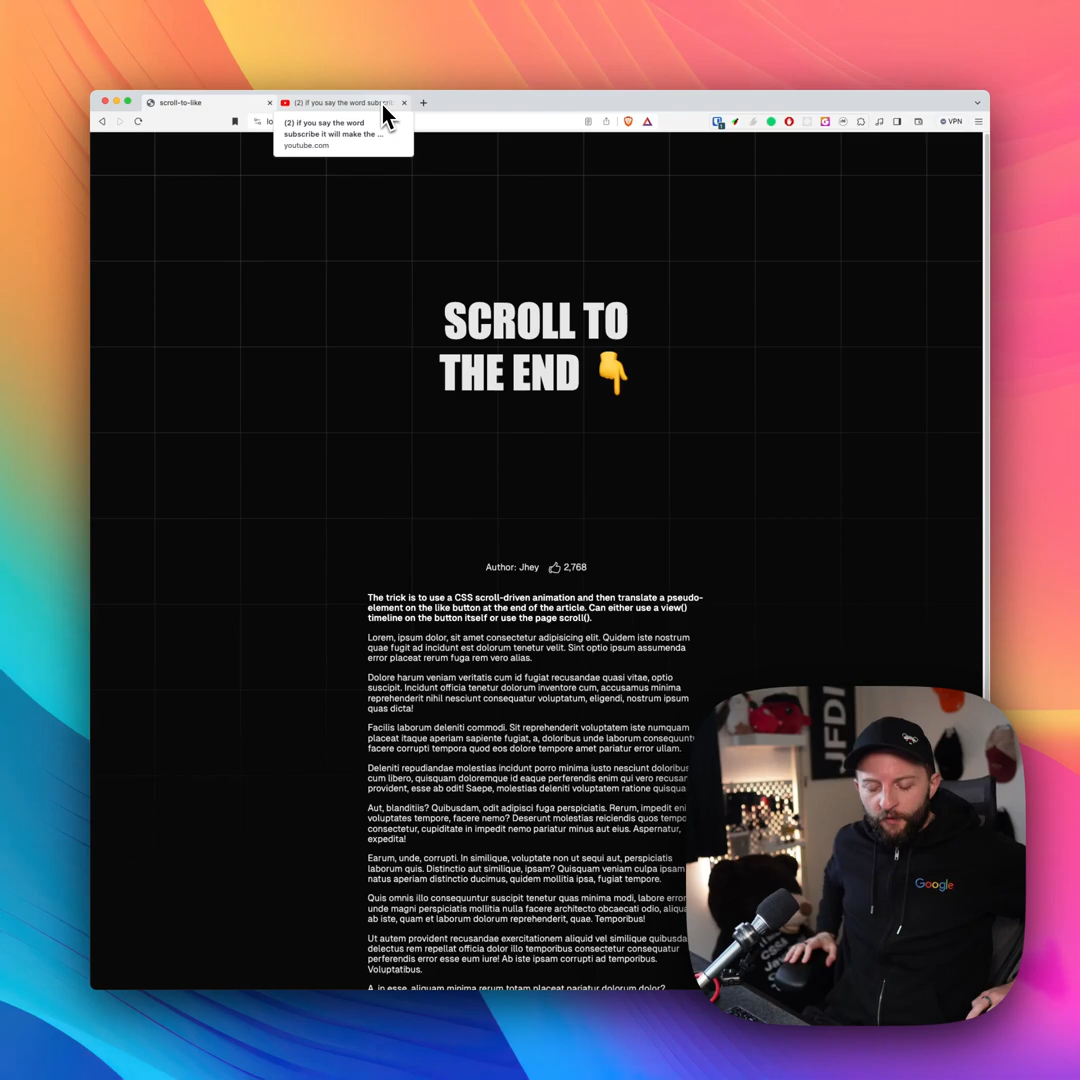 scroll-to-like
(2) if you say the word subscri
(2) if you say the word
subscribe it will make the ...
youtube.com
lo
VPN
SCROLL TO
THE END 👇
Author: Jhey 2,768
The trick is to use a CSS scroll-driven animation and then translate a pseudo-
element on the like button at the end of the article. Can either use a view()
timeline on the button itself or use the page scroll().
Lorem, ipsum dolor, sit amet consectetur adipisicing elit. Quidem iste nostrum
quae fugit ad incidunt est dolorum tenetur velit. Sint optio ipsum assumenda
error placeat rerum fuga rem vero alias.
Dolore harum veniam veritatis cum id fugiat recusandae quasi vitae, optio
suscipit. Incidunt officia tenetur dolorum inventore cum, accusamus minima
reprehenderit nihil nesciunt consequatur voluptatum, eligendi, nostrum ipsum
quas dicta!
Facilis laborum deleniti commodi. Sit reprehenderit voluptatem iste numquam
placeat itaque aperiam sapiente fugiat, a, doloribus unde laborum consequunt
facere corrupti tempora quod eos dolore tempore amet pariatur error ullam.
Deleniti repudiandae molestias incidunt porro minima iusto nesciunt doloribus
cum libero, quisquam doloremque id eaque perferendis enim qui vero recusan
provident, esse ab odit! Saepe, molestias deleniti voluptatem ratione quisqua
Aut, blanditiis? Quibusdam, odit adipisci fuga perspiciatis. Rerum, impedit eni
voluptates tempore, facere nemo? Deserunt molestias reiciendis quos tempo
consectetur, cupiditate in impedit nemo pariatur minus aut eius. Aspernatur,
expedita!
Earum, unde, corrupti. In similique, voluptate non ut sequi aut, perspiciatis
laborum quis. Distinctio aut similique, ipsam? Quisquam veniam culpa ipsam
natus aperiam distinctio ducimus, quidem mollitia ipsa, fugiat tempore.
Quis omnis illo consequuntur suscipit tenetur quas minima modi, labore error
unde magni perspiciatis mollitia nulla facere architecto obcaecati odio, aliqua
ab iste, quam et laborum dolorum reprehenderit, quae. Temporibus!
Ut autem provident recusandae exercitationem aliquid vel similique quibusda
delectus rem repellat officia dolor illo temporibus consectetur consequatur
perferendis error esse eum iure! Ab iste ipsam corrupti ad temporibus.
Voluptatibus.
A, in esse, aliquam minima rerum totam placeat pariatur dolorum dolor?
JFDI
Google
CSS